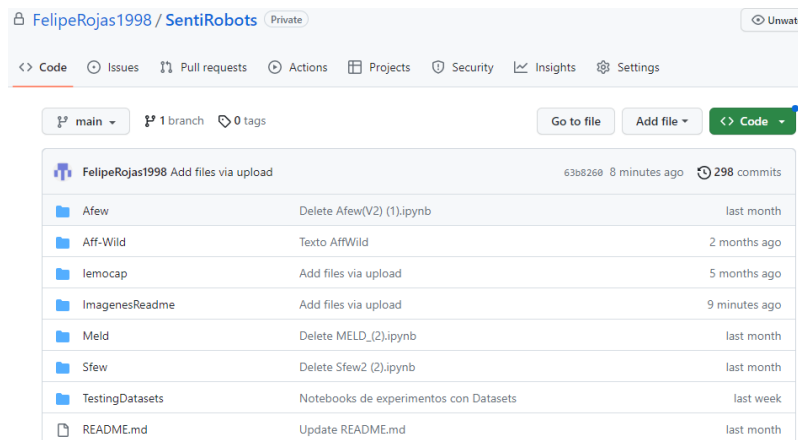 FelipeRojas1998 / SentiRobots Private Unwat
Code Issues Pull requests Actions Projects Security Insights Settings
main 1 branch 0 tags Go to file Add file Code
FelipeRojas1998 Add files via upload 63b8260 8 minutes ago 298 commits
Afew Delete Afew(V2) (1).ipynb last month
Aff-Wild Texto AffWild 2 months ago
Iemocap Add files via upload 5 months ago
ImagenesReadme Add files via upload 9 minutes ago
Meld Delete MELD_(2).ipynb last month
Sfew Delete Sfew2 (2).ipynb last month
TestingDatasets Notebooks de experimentos con Datasets last week
README.md Update README.md last month